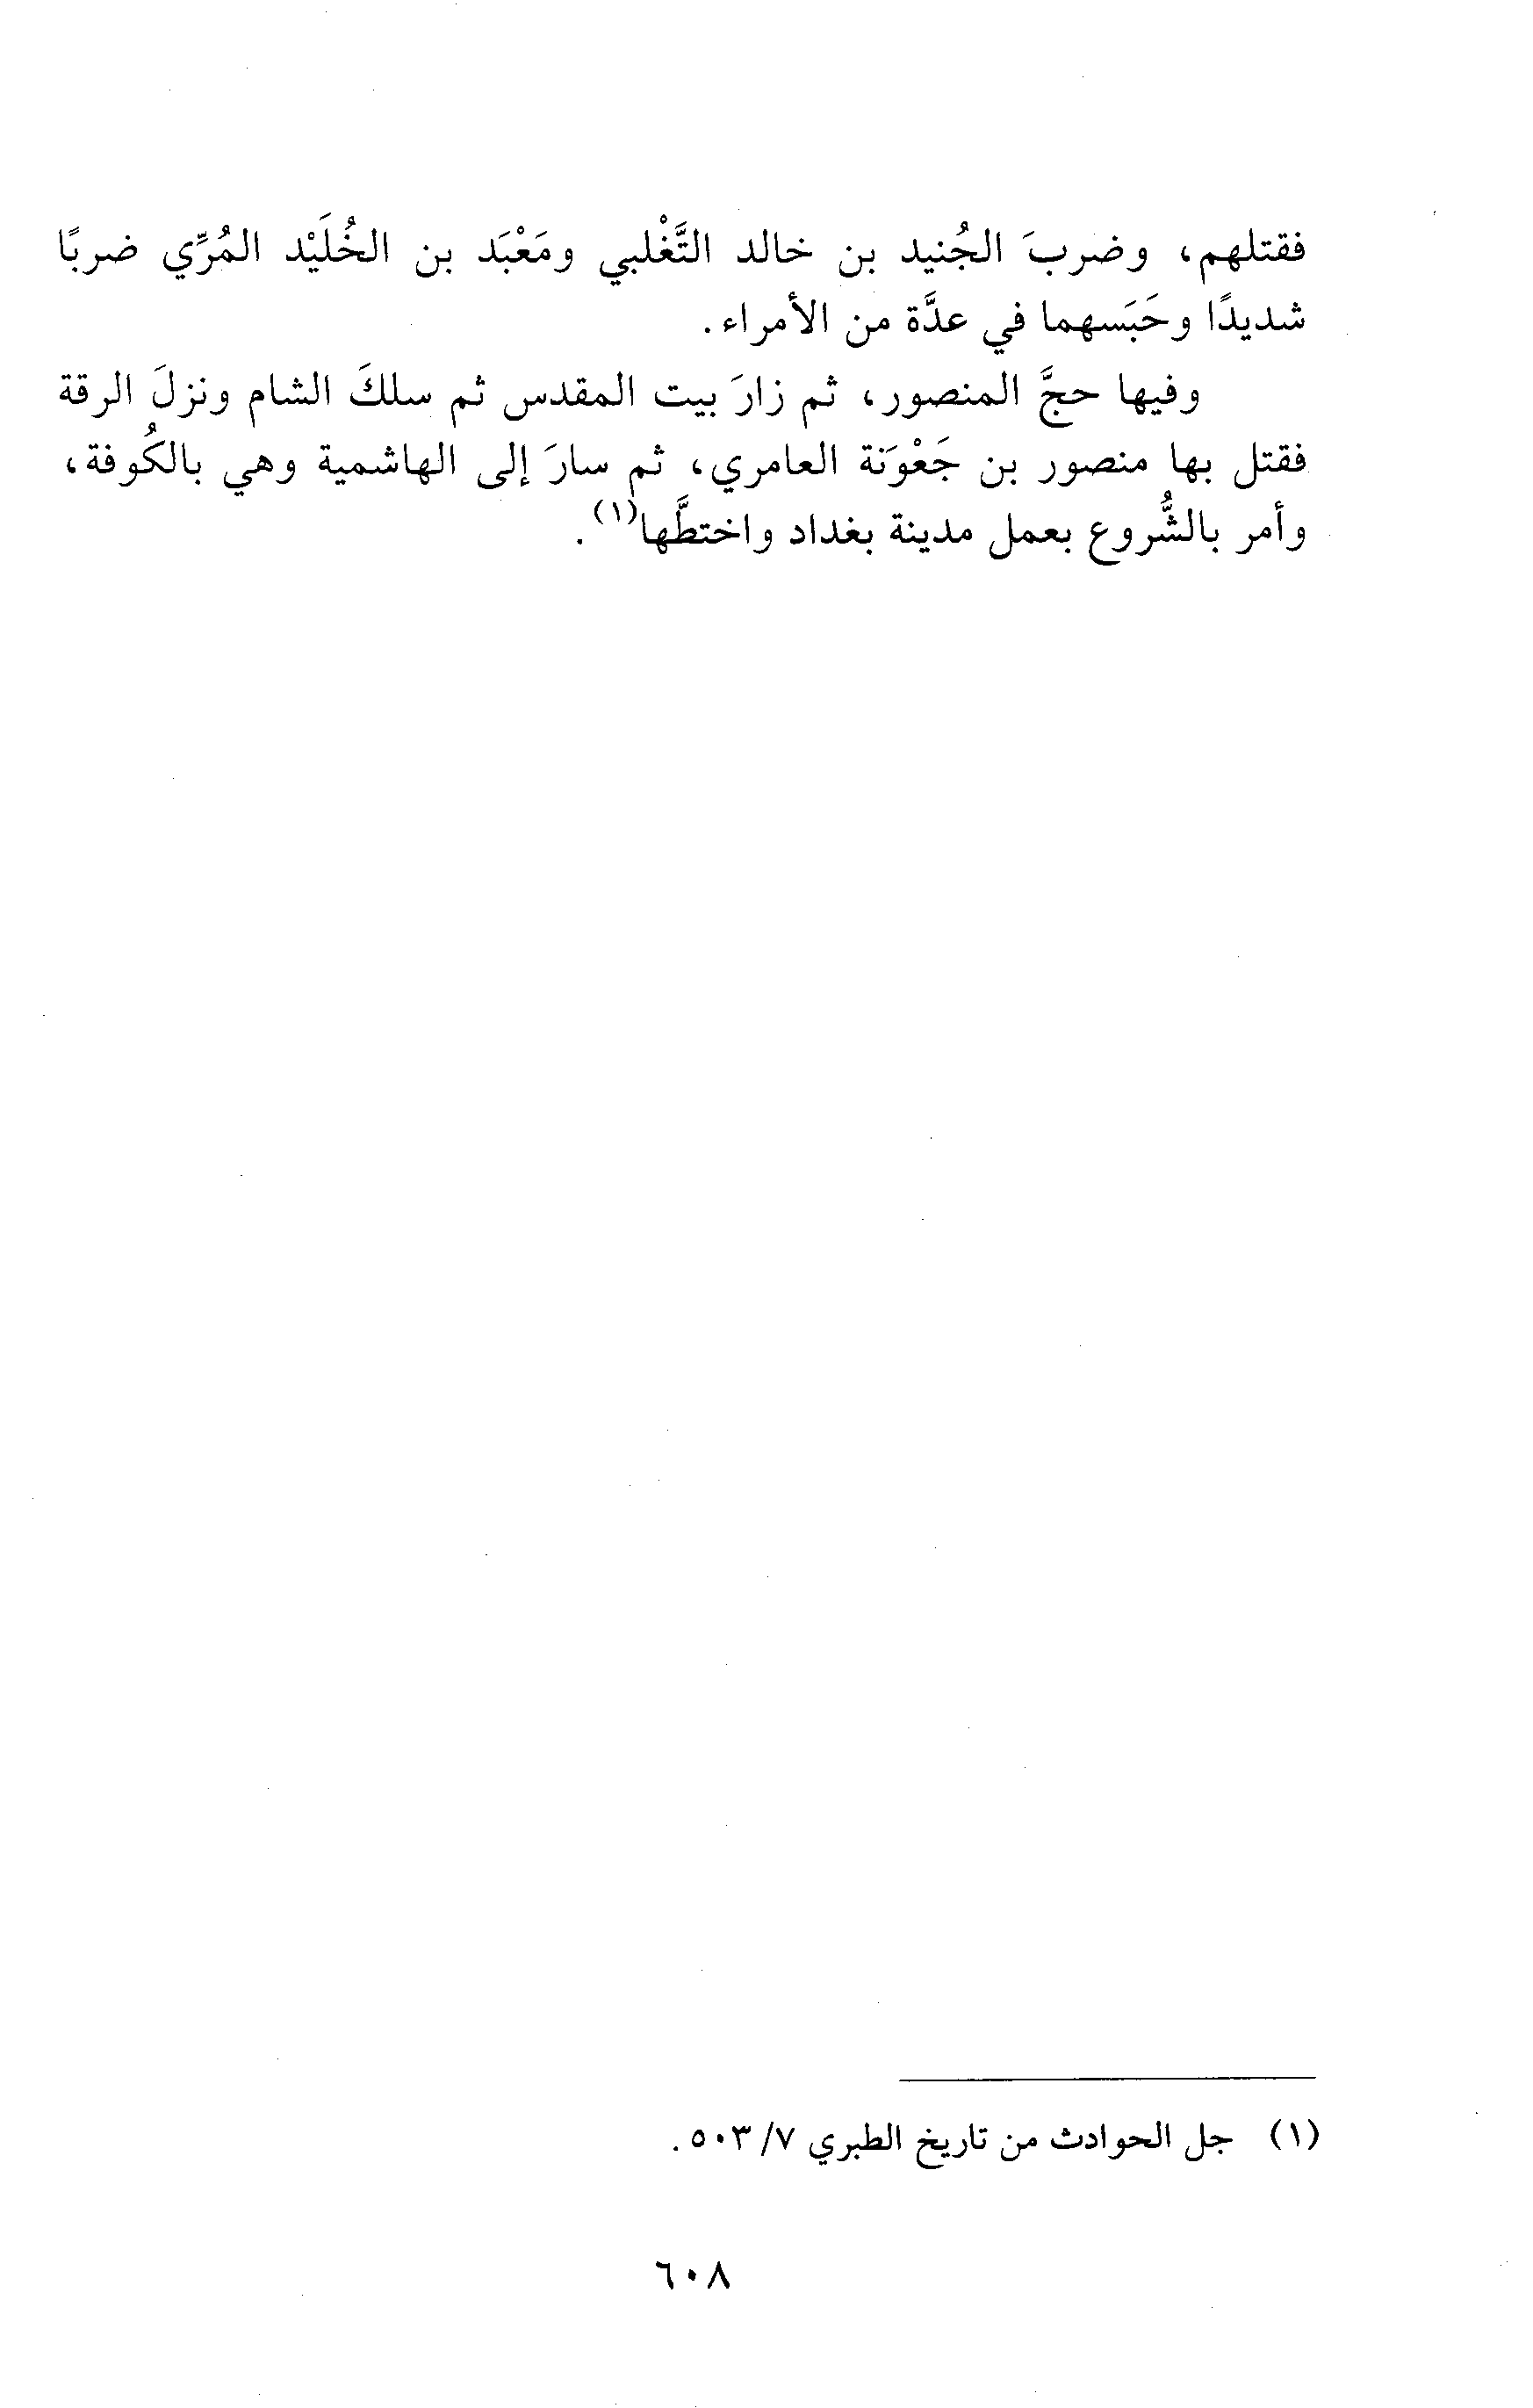 فقتلهم، وضربَ الجُنيد بن خالد التَّغْلبي ومَعْبَد بن الخُلَيْد المُرِّي ضربًا
شديدًا وحَبَسهما في عدَّة من الأمراء.
وفيها حجَّ المنصور، ثم زارَ بيت المقدس ثم سلكَ الشام ونزلَ الرقة
فقتل بها منصور بن جَعْوَنة العامري، ثم سارَ إلى الهاشمية وهي بالكُوفة،
وأمر بالشُّروع بعمل مدينة بغداد واختطَّها(١).
(١) جل الحوادث من تاريخ الطبري ٧/ ٥٠٣.
٦٠٨